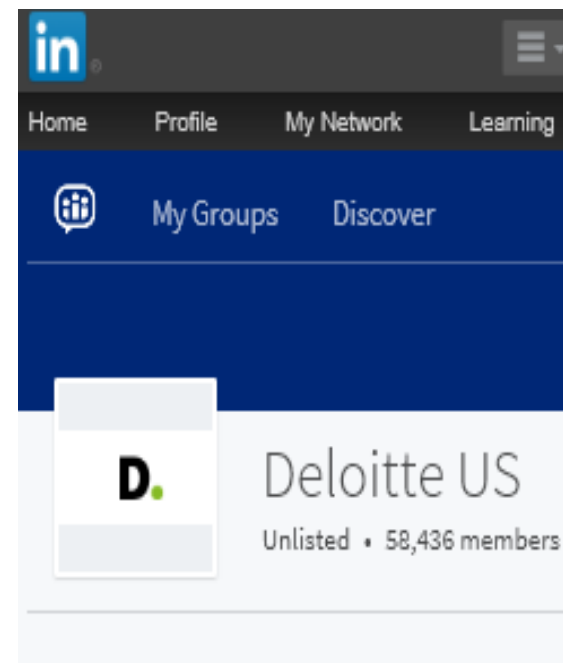 in
Home Profile My Network Learning
My Groups Discover
D.
Deloitte US
Unlisted • 58,436 members